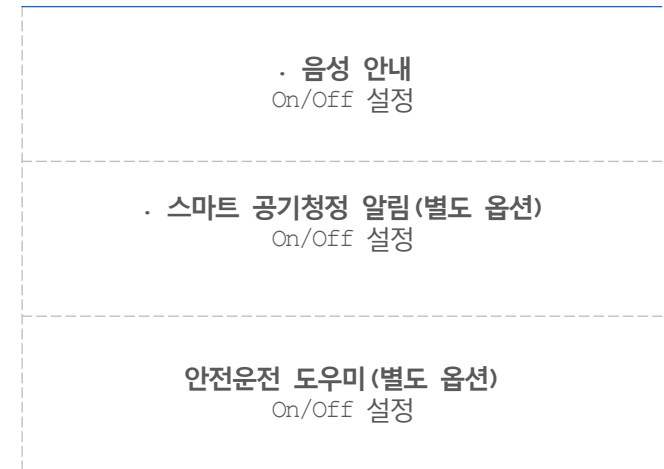 . 음성 안내
On/Off 설정
. 스마트 공기청정 알림(별도 옵션)
On/Off 설정
안전운전 도우미(별도 옵션)
On/Off 설정